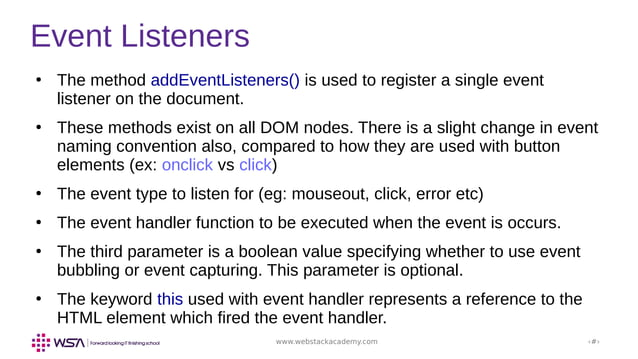 Event Listeners
• The method addEventListeners() is used to register a single event
listener on the document.
• These methods exist on all DOM nodes. There is a slight change in event
naming convention also, compared to how they are used with button
elements (ex: onclick vs click)
• The event type to listen for (eg: mouseout, click, error etc)
• The event handler function to be executed when the event is occurs.
• The third parameter is a boolean value specifying whether to use event
bubbling or event capturing. This parameter is optional.
• The keyword this used with event handler represents a reference to the
HTML element which fired the event handler.
WSA Forward looking IT finishing school
www.webstackacademy.com
‹#›